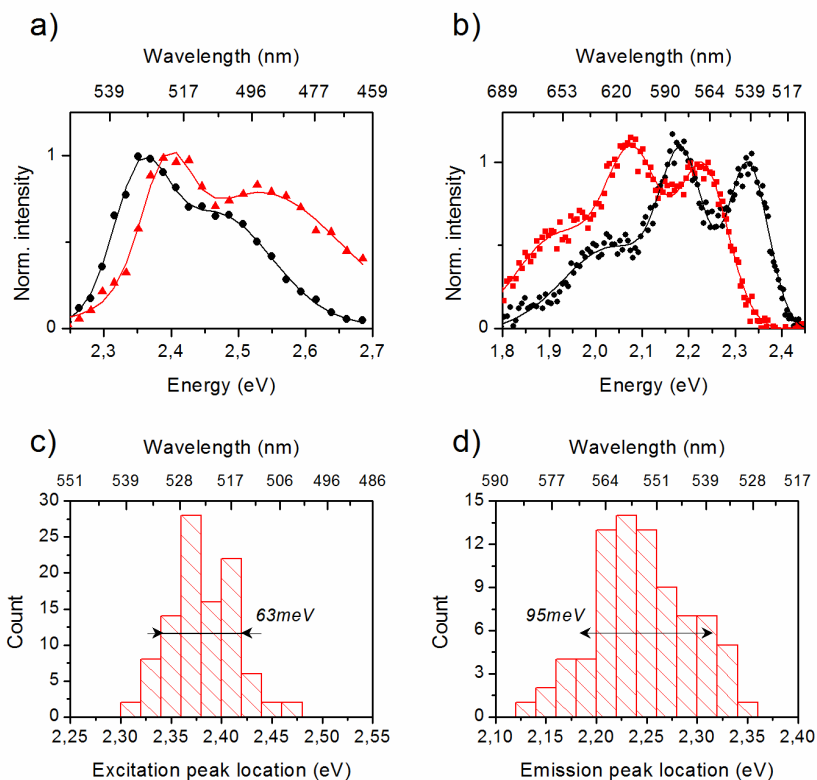 a)
Wavelength (nm)
539 517 496 477 459
Norm. intensity
1
0
2,3 2,4 2,5 2,6 2,7
Energy (eV)
b)
Wavelength (nm)
689 653 620 590 564 539 517
Norm. intensity
1
0
1,8 1,9 2,0 2,1 2,2 2,3 2,4
Energy (eV)
c)
Wavelength (nm)
551 539 528 517 506 496 486
Count
30
25
20
15
10
5
0
63meV
2,25 2,30 2,35 2,40 2,45 2,50 2,55
Excitation peak location (eV)
d)
Wavelength (nm)
590 577 564 551 539 528 517
Count
15
12
9
6
3
0
95meV
2,10 2,15 2,20 2,25 2,30 2,35 2,40
Emission peak location (eV)